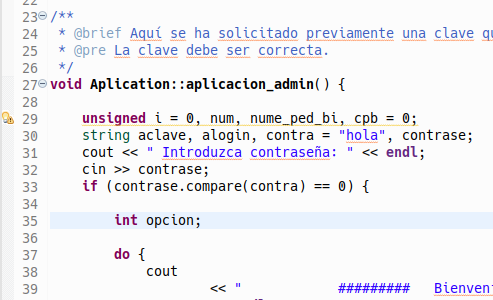 23 /**
24 * @brief Aquí se ha solicitado previamente una clave
25 * @pre La clave debe ser correcta.
26 */
27 void Aplication::aplicacion_admin() {
28
29 unsigned i = 0, num, nume_ped_bi, cpb = 0;
30 string aclave, alogin, contra = "hola", contrase;
31 cout << " Introduzca contraseña: " << endl;
32 cin >> contrase;
33 if (contrase.compare(contra) == 0) {
34
35 int opcion;
36
37 do {
38 cout
39 << " ######### Bienvent